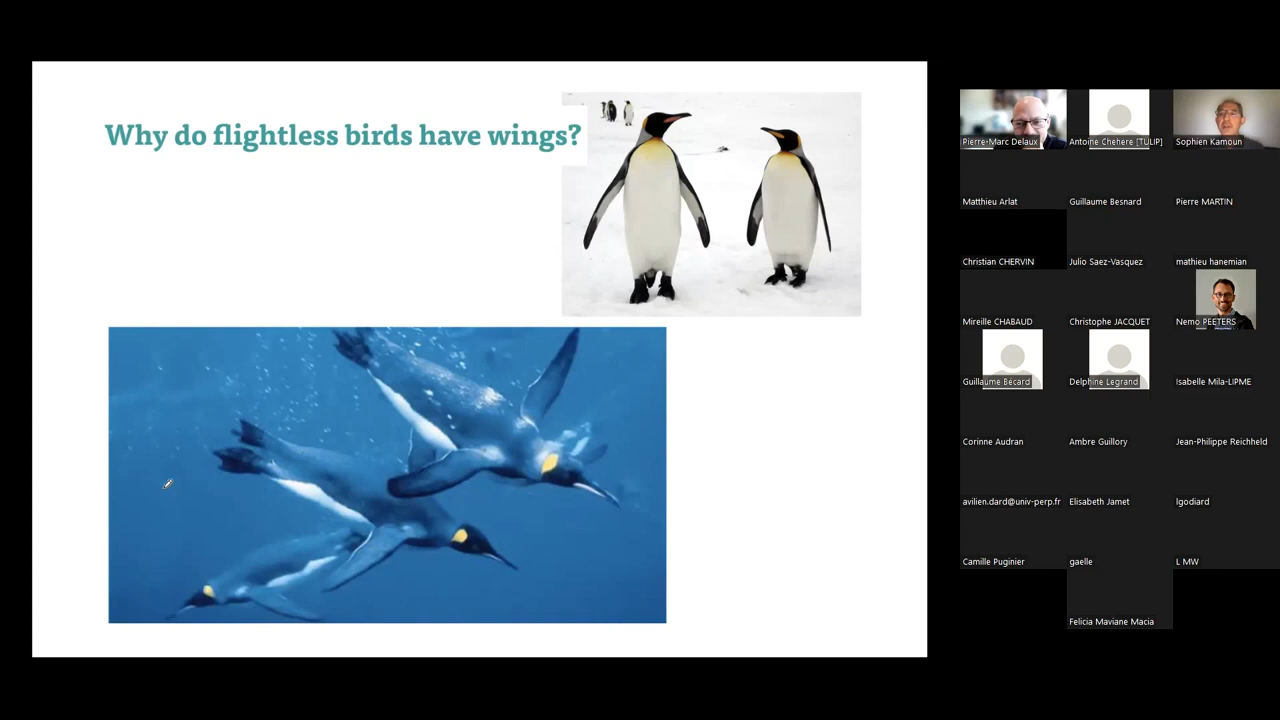 Why do flightless birds have wings?
Pierre-Marc Delaux
Antoine Chehere [TULIP]
Sophien Kamoun
Matthieu Arlat
Guillaume Besnard
Pierre MARTIN
Christian CHERVIN
Julio Saez-Vasquez
mathieu hanemian
Mireille CHABAUD
Christophe JACQUET
Nemo PEETERS
Guillaume Bécard
Delphine Legrand
Isabelle Mila-LIPME
Corinne Audran
Ambre Guillory
Jean-Philippe Reichheld
avilien.dard@univ-perp.fr
Elisabeth Jamet
lgodiard
Camille Puginier
gaelle
L MW
Felicia Maviane Macia